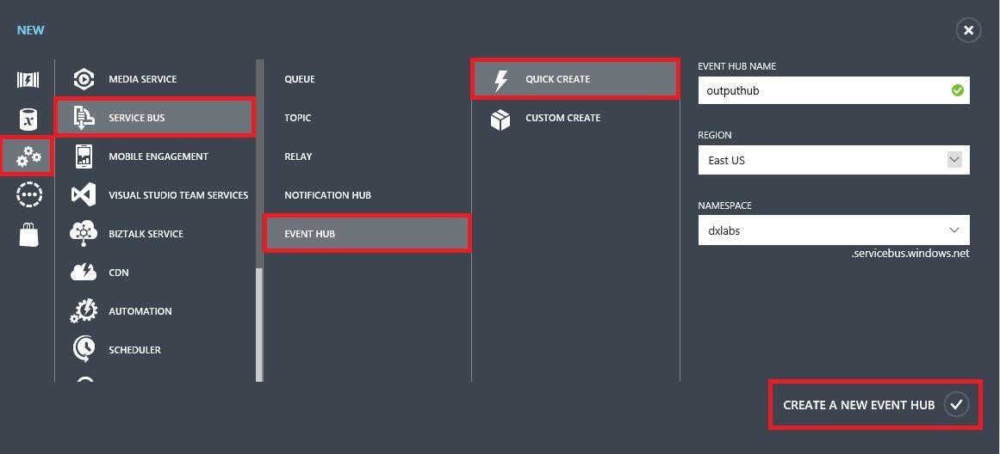 NEW
MEDIA SERVICE
SERVICE BUS
MOBILE ENGAGEMENT
VISUAL STUDIO TEAM SERVICES
BIZTALK SERVICE
CDN
AUTOMATION
SCHEDULER
QUEUE
TOPIC
RELAY
NOTIFICATION HUB
EVENT HUB
QUICK CREATE
CUSTOM CREATE
EVENT HUB NAME
outputhub
REGION
East US
NAMESPACE
dxlabs
.servicebus.windows.net
CREATE A NEW EVENT HUB